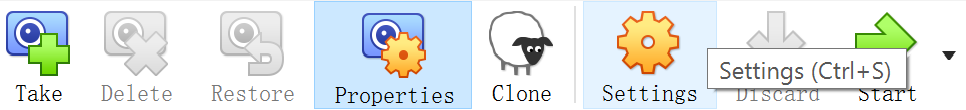 Take Delete Restore Properties Clone Settings Discard Start
Settings (Ctrl+S)